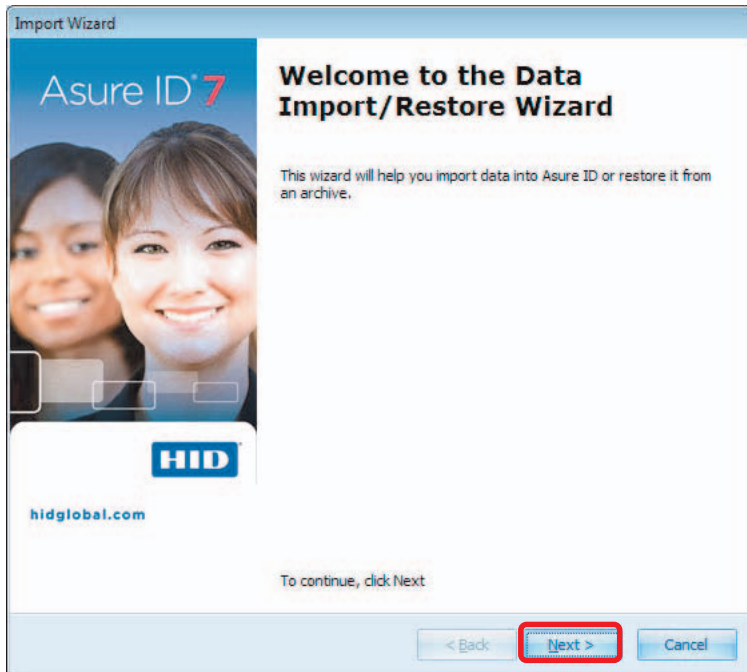 Import Wizard
Asure ID® 7
Welcome to the Data
Import/Restore Wizard
This wizard will help you import data into Asure ID or restore it from
an archive.
HID
hidglobal.com
To continue, click Next
< Back
Next >
Cancel